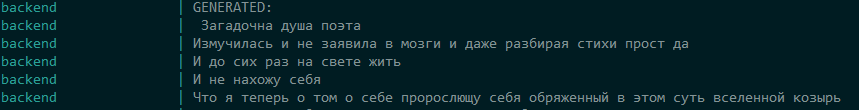 backend | GENERATED:
backend | Загадочна душа поэта
backend | Измучилась и не заявила в мозги и даже разбирая стихи прост да
backend | И до сих раз на свете жить
backend | И не нахожу себя
backend | Что я теперь о том о себе пророслющу себя обряженный в этом суть вселенной козырь